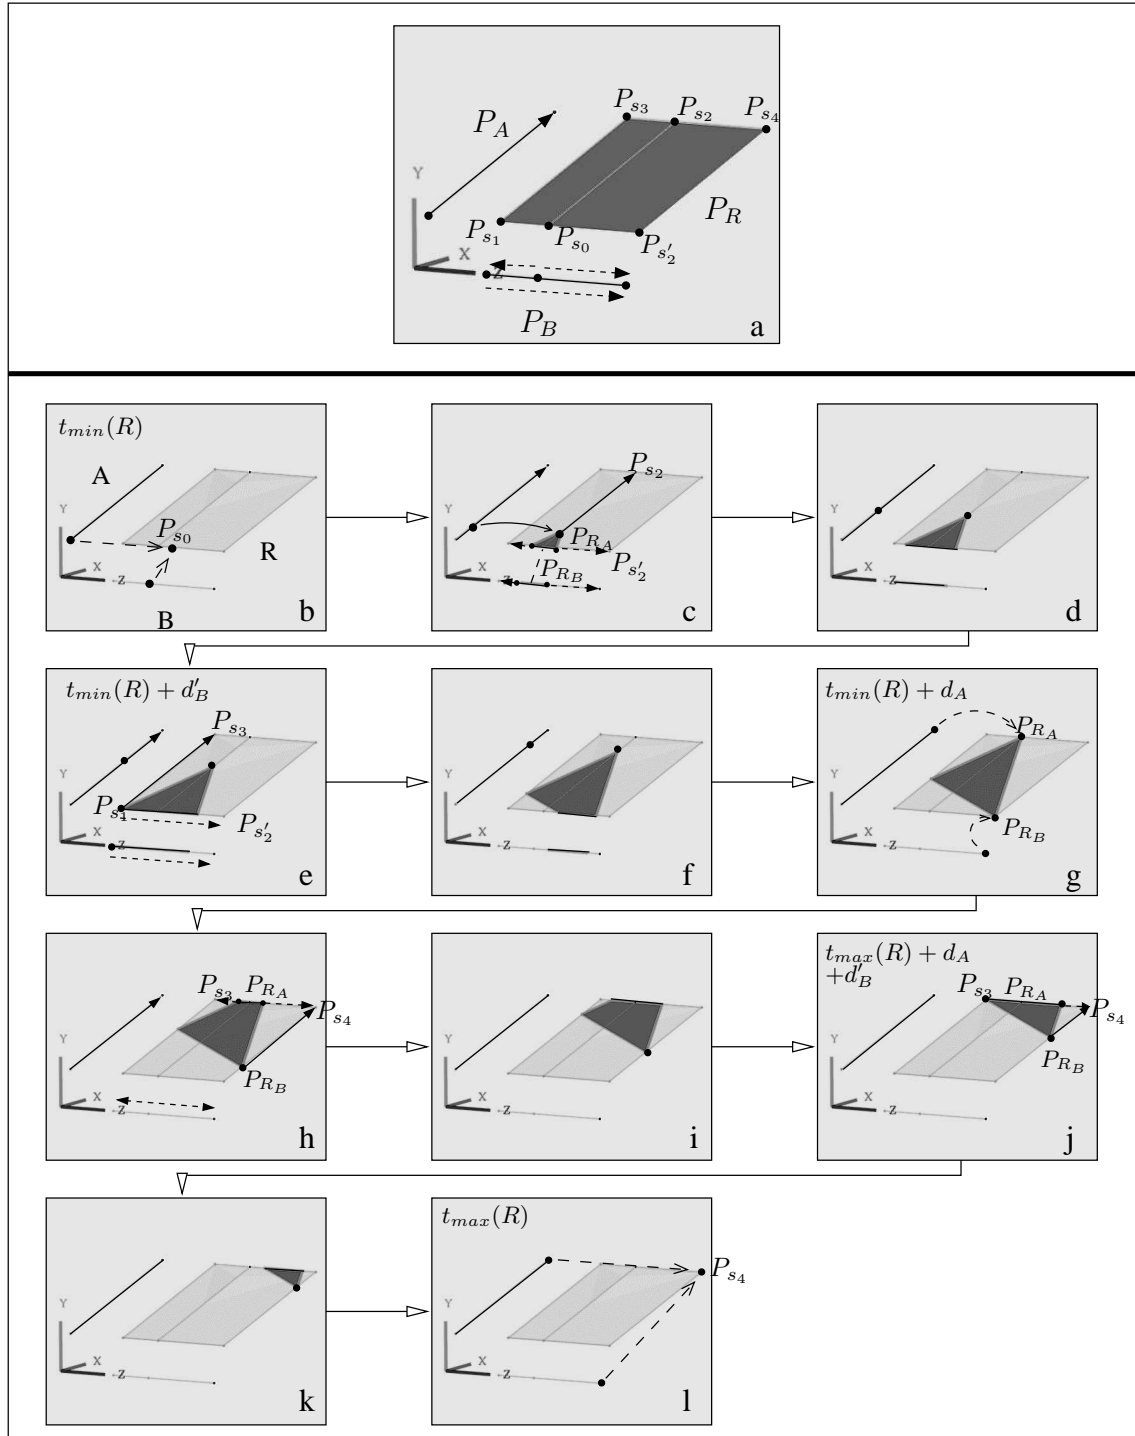 P_{s_3} P_{s_2} P_{s_4}
P_A
Y
P_R
P_{s_1} P_{s_0} P_{s'_2}
X
Z
P_B
a
t_{min}(R)
A
P_{s_0}
Y
R
X
Z
B
b
P_{s_2}
Y
P_{R_A}
X
P_{R_B} P_{s'_2}
Z
c
Y
X
Z
d
t_{min}(R) + d'_B
P_{s_3}
Y
P_{s_1}
P_{s'_2}
X
Z
e
Y
X
Z
f
t_{min}(R) + d_A
P_{R_A}
Y
P_{R_B}
X
Z
g
P_{s_3} P_{R_A}
P_{s_4}
Y
P_{R_B}
X
Z
h
Y
X
Z
i
t_{max}(R) + d_A
+d'_B
P_{s_3} P_{R_A}
P_{s_4}
Y
P_{R_B}
X
Z
j
Y
X
Z
k
t_{max}(R)
P_{s_4}
Y
X
Z
l